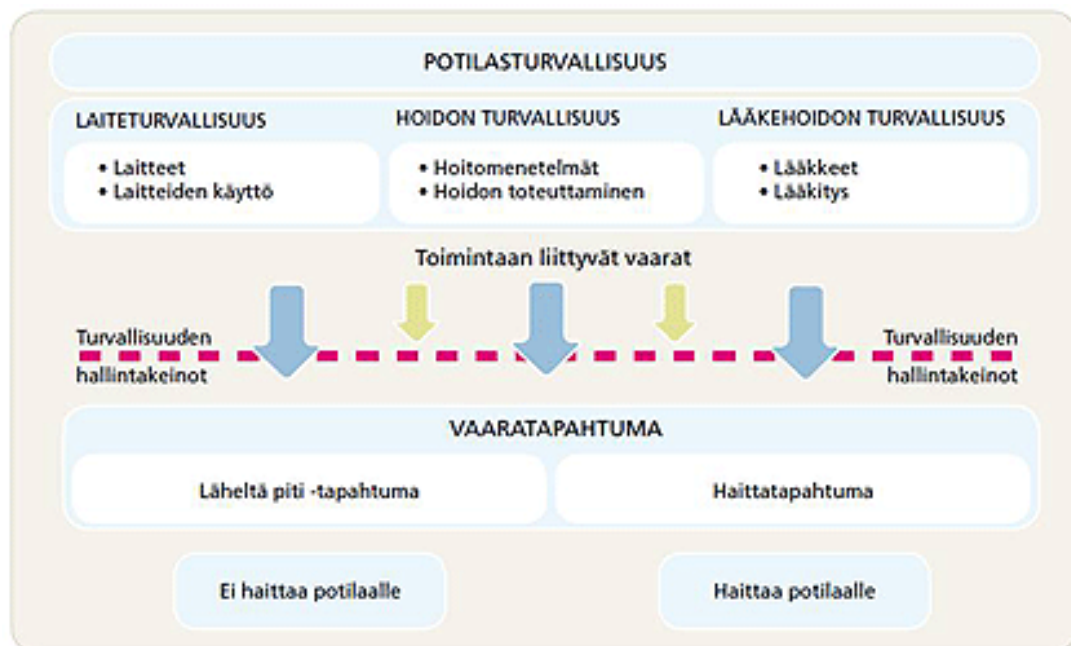 POTILASTURVALLISUUS
LAITETURVALLISUUS
• Laitteet
• Laitteiden käyttö
HOIDON TURVALLISUUS
• Hoitomenetelmät
• Hoidon toteuttaminen
LÄÄKEHOIDON TURVALLISUUS
• Lääkkeet
• Lääkitys
Toimintaan liittyvät vaarat
Turvallisuuden
hallintakeinot
Turvallisuuden
hallintakeinot
VAARATAPAHTUMA
Läheltä piti -tapahtuma
Haittatapahtuma
Ei haittaa potilaalle
Haittaa potilaalle